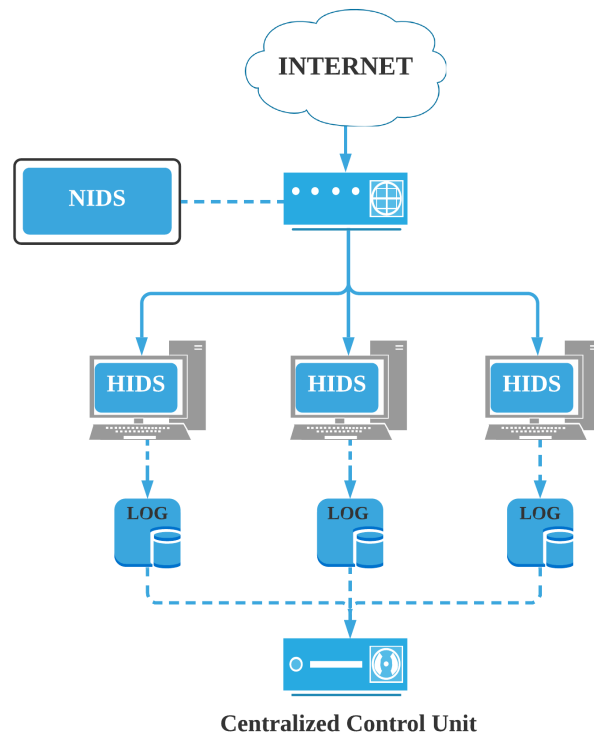 INTERNET
NIDS
HIDS
HIDS
HIDS
LOG
LOG
LOG
Centralized Control Unit